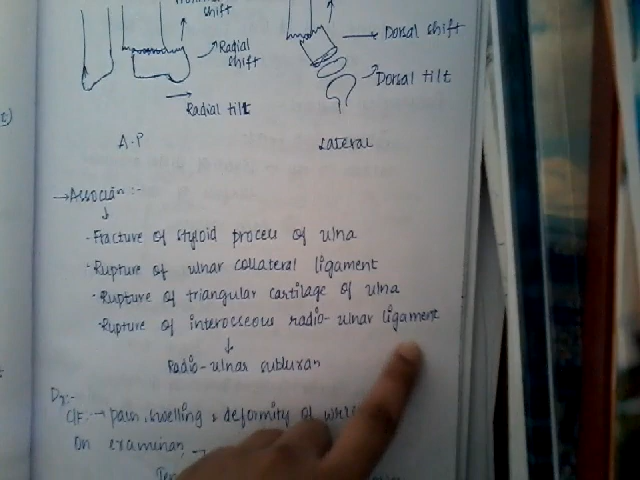 shift
→ Radial shift
→ Radial tilt
A.P
→ Dorsal shift
→ Dorsal tilt
Lateral
→ Associan :-
↓
· Fracture of styloid process of ulna
· Rupture of ulnar collateral ligament
· Rupture of triangular cartilage of ulna
· Rupture of interosseous radio-ulnar ligament
↓
Radio-ulnar subluxan
D/:-
C/F:- → pain, swelling & deformity of
On examinan, →